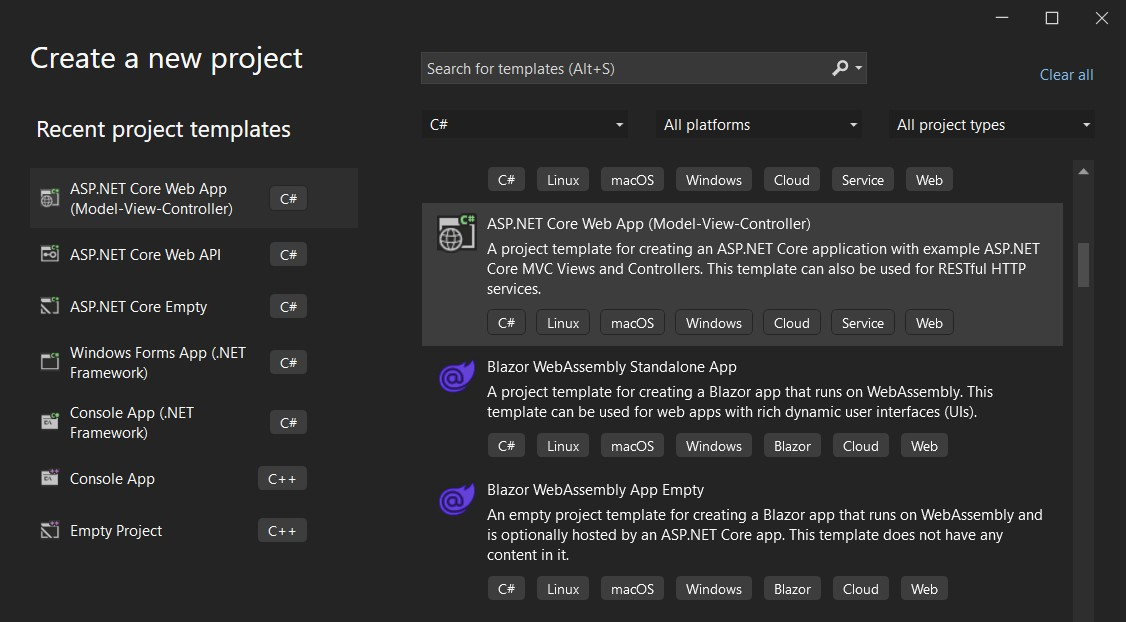 Create a new project
Search for templates (Alt+S)
Clear all
Recent project templates
C#
All platforms
All project types
ASP.NET Core Web App
(Model-View-Controller)
C#
ASP.NET Core Web API
C#
ASP.NET Core Empty
C#
Windows Forms App (.NET
Framework)
C#
Console App (.NET
Framework)
C#
Console App
C++
Empty Project
C++
C# Linux macOS Windows Cloud Service Web
ASP.NET Core Web App (Model-View-Controller)
A project template for creating an ASP.NET Core application with example ASP.NET
Core MVC Views and Controllers. This template can also be used for RESTful HTTP
services.
C# Linux macOS Windows Cloud Service Web
Blazor WebAssembly Standalone App
A project template for creating a Blazor app that runs on WebAssembly. This
template can be used for web apps with rich dynamic user interfaces (UIs).
C# Linux macOS Windows Blazor Cloud Web
Blazor WebAssembly App Empty
An empty project template for creating a Blazor app that runs on WebAssembly and
is optionally hosted by an ASP.NET Core app. This template does not have any
content in it.
C# Linux macOS Windows Blazor Cloud Web